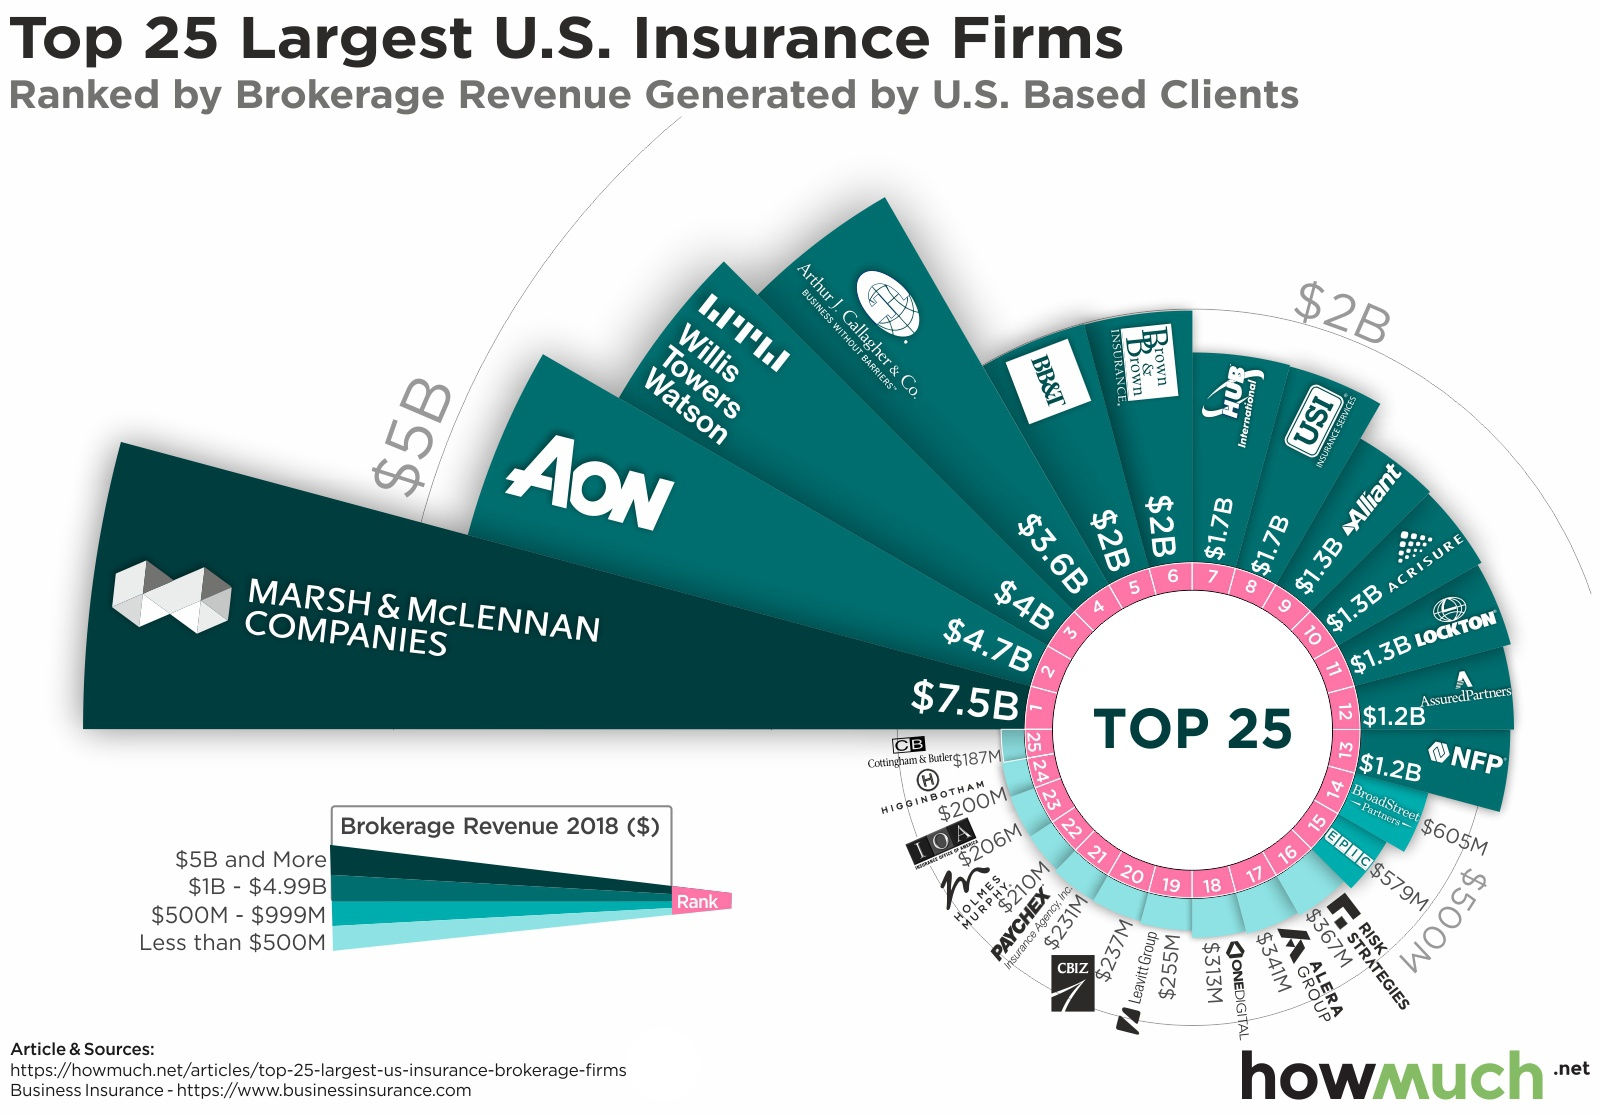 Top 25 Largest U.S. Insurance Firms
Ranked by Brokerage Revenue Generated by U.S. Based Clients
$5B
$2B
$500M
MARSH & MCLENNAN
COMPANIES
$7.5B
1
AON
$4.7B
2
Willis
Towers
Watson
$4B
3
Arthur J. Gallagher & Co.
BUSINESS WITHOUT BARRIERS™
$3.6B
4
BB&T
$2B
5
Brown
&
Brown
INSURANCE
$2B
6
HUB
International
$1.7B
7
USI
INSURANCE SERVICES
$1.7B
8
Alliant
$1.3B
9
ACRISURE
$1.3B
10
LOCKTON
$1.3B
11
AssuredPartners
$1.2B
12
NFP
$1.2B
13
BroadStreet
Partners
$605M
14
EPIC
$579M
15
RISK
STRATEGIES
$367M
16
ALERA
GROUP
$341M
17
ONEDIGITAL
$313M
18
Leavitt Group
$255M
19
CBIZ
$237M
20
PAYCHEX
Insurance Agency, Inc.
$231M
21
HOLMES
MURPHY
$210M
22
IOA
INSURANCE OFFICE OF AMERICA
$206M
23
H
HIGGINBOTHAM
$200M
24
CB
Cottingham & Butler
$187M
25
TOP 25
Brokerage Revenue 2018 ($)
$5B and More
$1B - $4.99B
$500M - $999M
Less than $500M
Rank
Article & Sources:
https://howmuch.net/articles/top-25-largest-us-insurance-brokerage-firms
Business Insurance - https://www.businessinsurance.com
howmuch.net